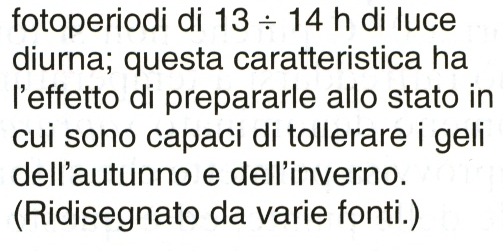 fotoperiodi di 13 ÷ 14 h di luce
diurna; questa caratteristica ha
l'effetto di prepararle allo stato in
cui sono capaci di tollerare i geli
dell'autunno e dell'inverno.
(Ridisegnato da varie fonti.)